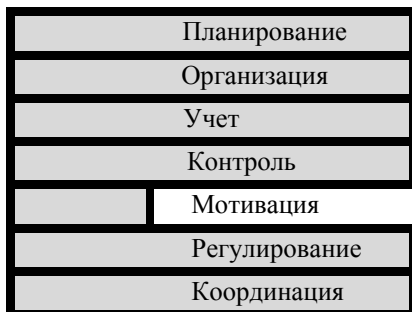 Планирование
Организация
Учет
Контроль
Мотивация
Регулирование
Координация